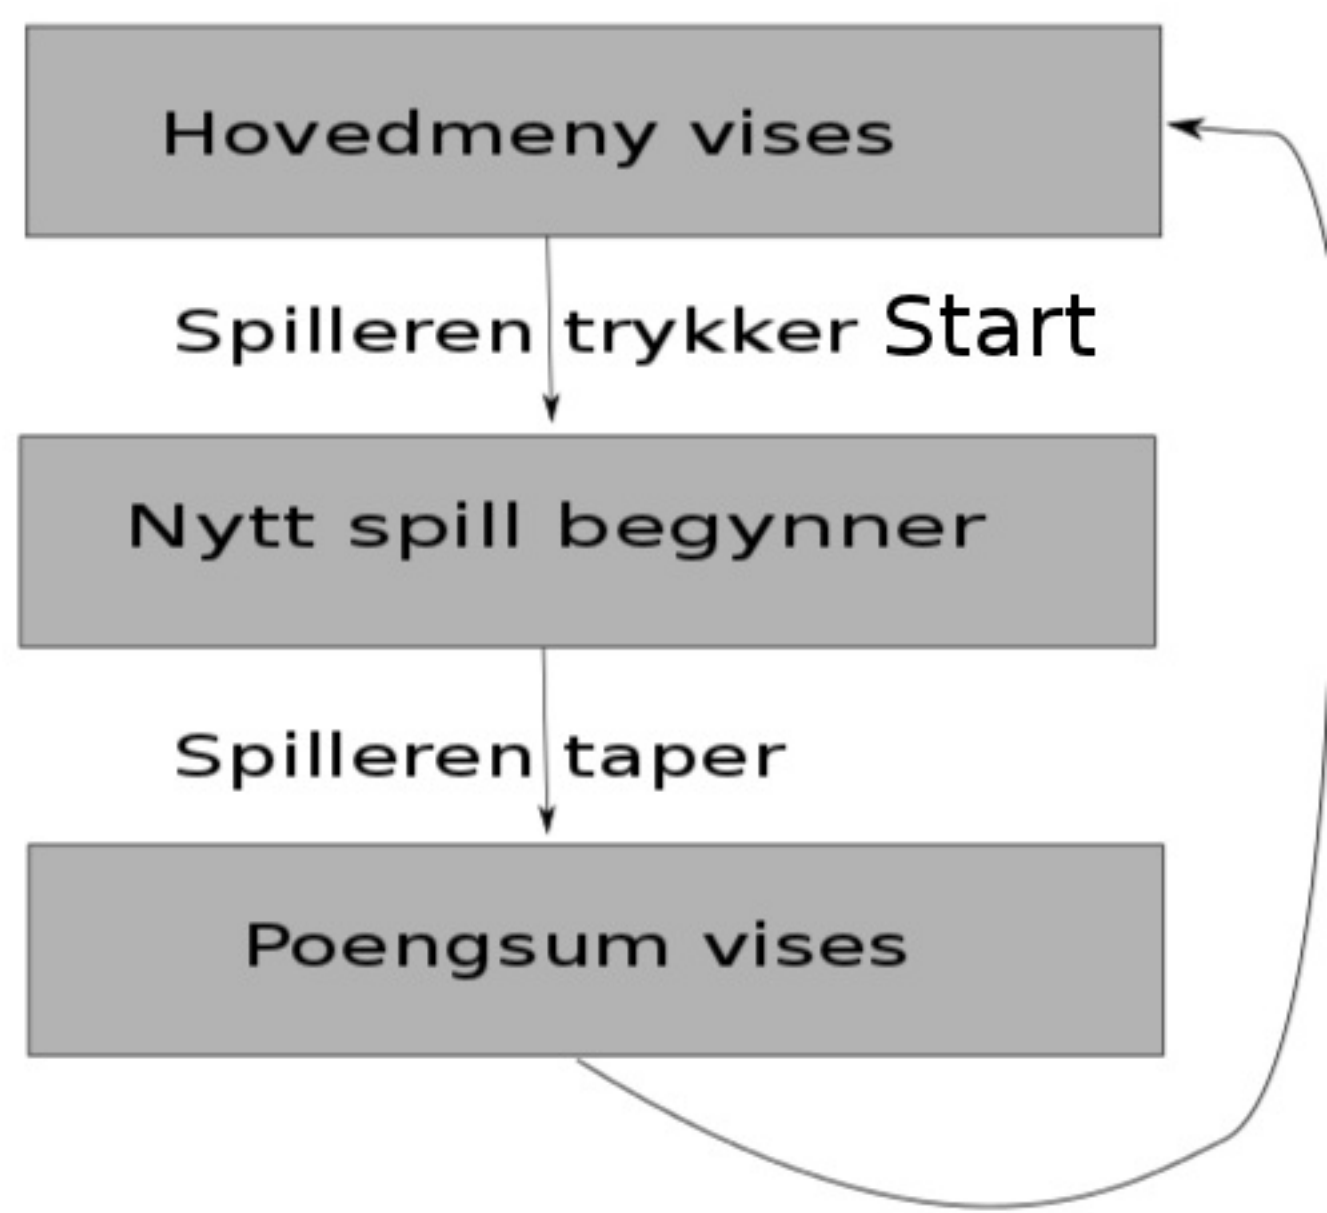 Hovedmeny vises
Spilleren trykker Start
Nytt spill begynner
Spilleren taper
Poengsum vises